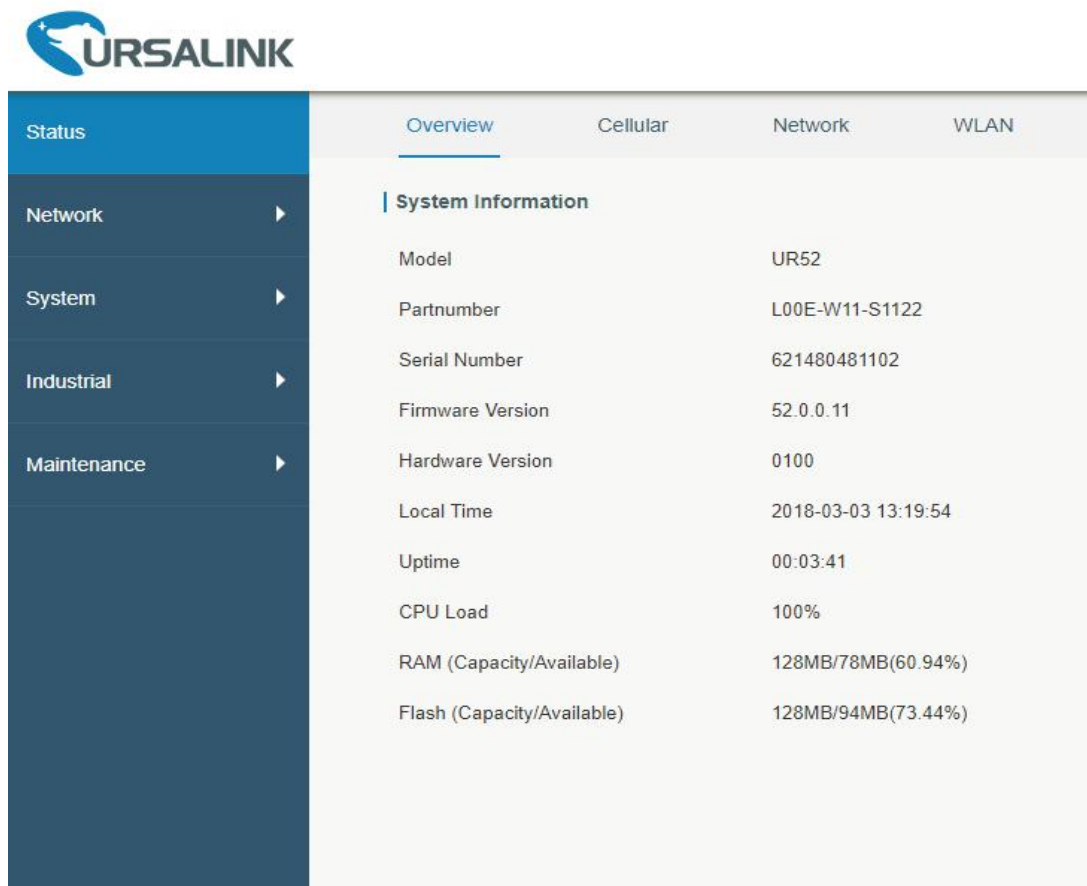 URSALINK
Status
Overview Cellular Network WLAN
Network
System
Industrial
Maintenance
System Information
Model UR52
Partnumber L00E-W11-S1122
Serial Number 621480481102
Firmware Version 52.0.0.11
Hardware Version 0100
Local Time 2018-03-03 13:19:54
Uptime 00:03:41
CPU Load 100%
RAM (Capacity/Available) 128MB/78MB(60.94%)
Flash (Capacity/Available) 128MB/94MB(73.44%)